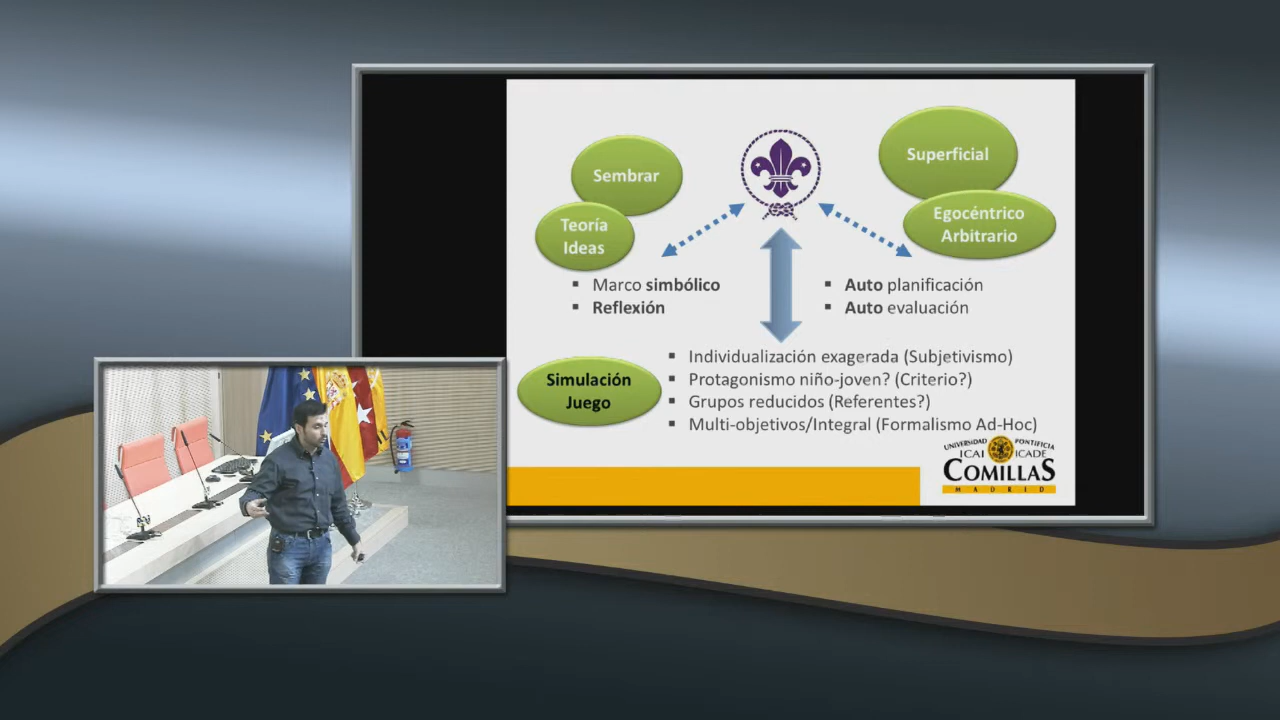 Sembrar
Teoría
Ideas
Superficial
Egocéntrico
Arbitrario
▪ Marco simbólico
▪ Reflexión
▪ Auto planificación
▪ Auto evaluación
Simulación
Juego
▪ Individualización exagerada (Subjetivismo)
▪ Protagonismo niño-joven? (Criterio?)
▪ Grupos reducidos (Referentes?)
▪ Multi-objetivos/Integral (Formalismo Ad-Hoc)
UNIVERSIDAD PONTIFICIA
ICAI ICADE
COMILLAS
MADRID